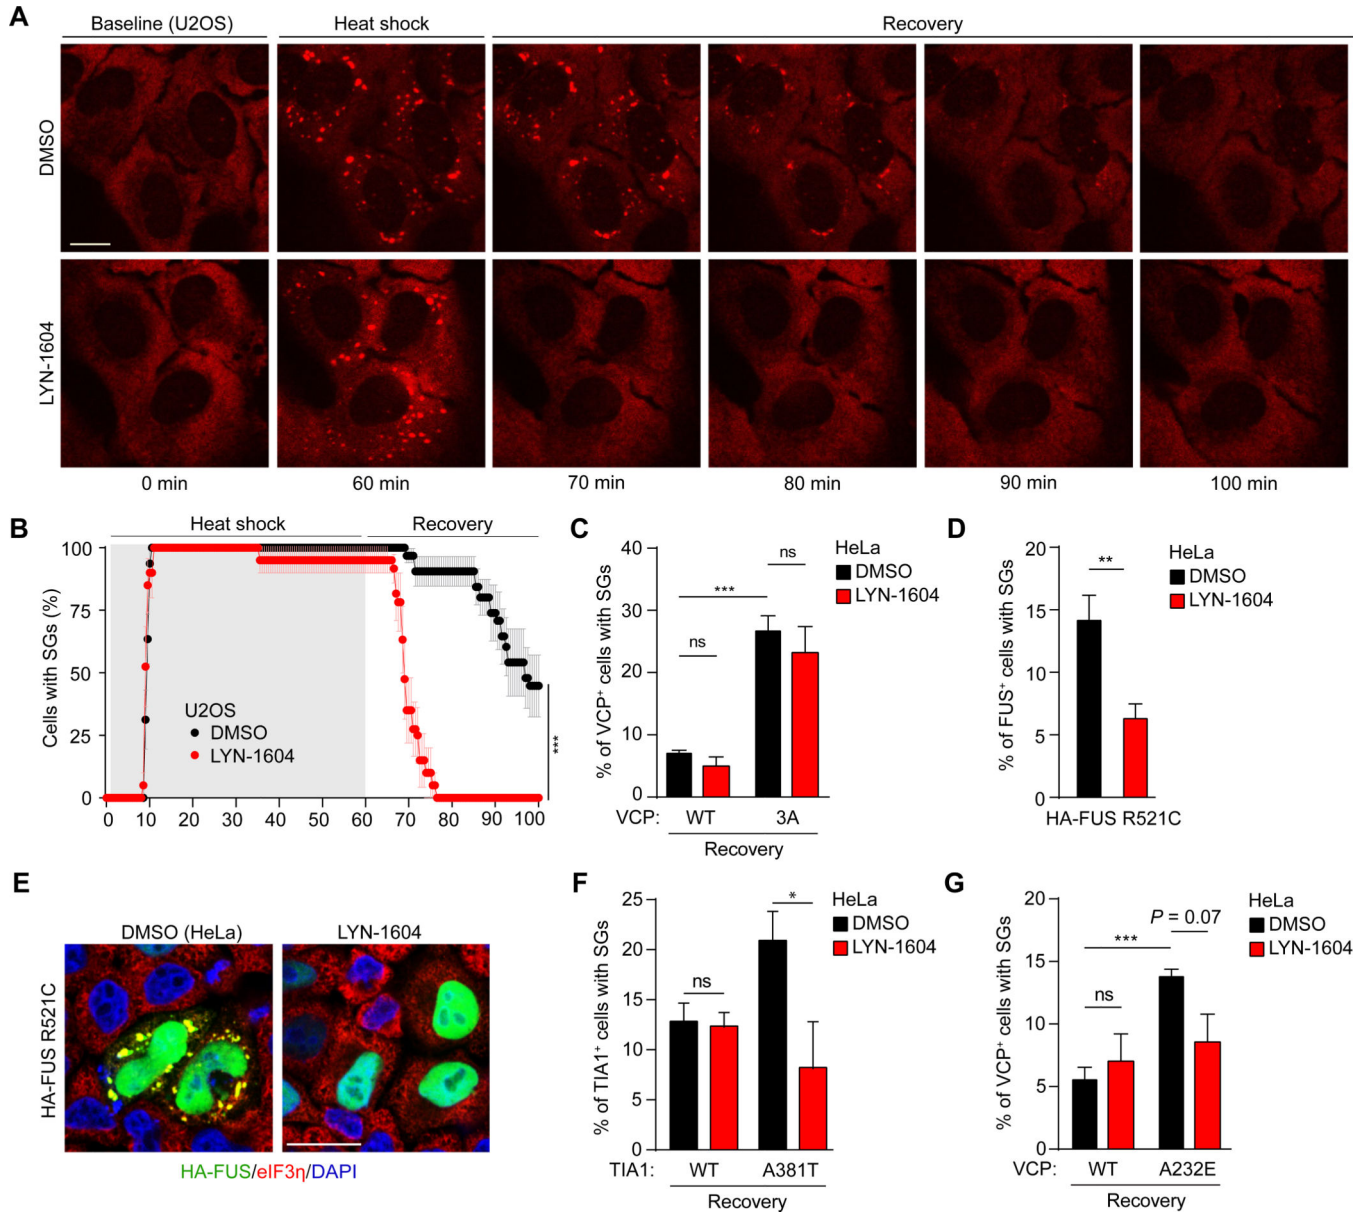 A
Baseline (U2OS)
Heat shock
Recovery
DMSO
LYN-1604
0 min
60 min
70 min
80 min
90 min
100 min
B
Heat shock
Recovery
Cells with SGs (%)
100
75
50
25
0
U2OS
DMSO
LYN-1604
***
0 10 20 30 40 50 60 70 80 90 100
C
% of VCP+ cells with SGs
40
30
20
10
0
ns
***
ns
HeLa
DMSO
LYN-1604
VCP: WT 3A
Recovery
D
% of FUS+ cells with SGs
20
15
10
5
0
**
HeLa
DMSO
LYN-1604
HA-FUS R521C
E
DMSO (HeLa)
LYN-1604
HA-FUS R521C
HA-FUS/eIF3η/DAPI
F
% of TIA1+ cells with SGs
25
20
15
10
5
0
ns
*
HeLa
DMSO
LYN-1604
TIA1: WT A381T
Recovery
G
% of VCP+ cells with SGs
20
15
10
5
0
ns
***
P = 0.07
HeLa
DMSO
LYN-1604
VCP: WT A232E
Recovery